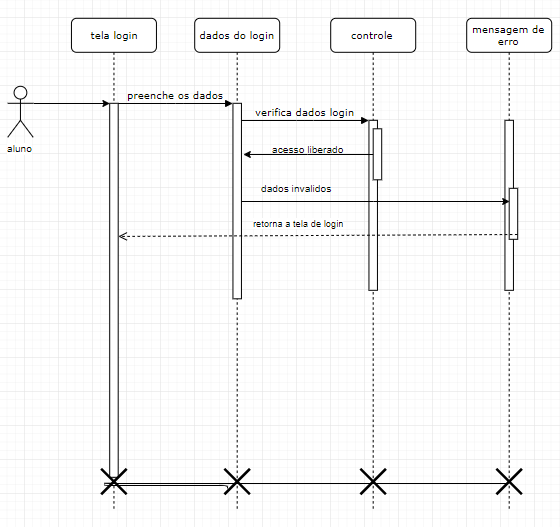 tela login
dados do login
controle
mensagem de
erro
preenche os dados
verifica dados login
aluno
acesso liberado
dados invalidos
retorna a tela de login